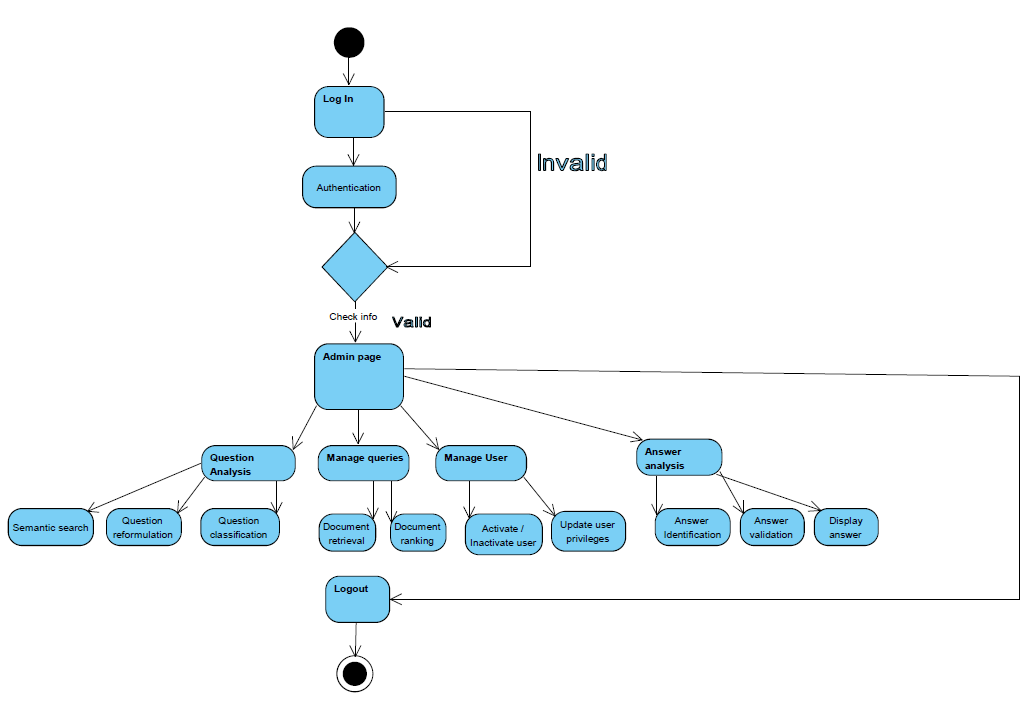 Log In
Invalid
Authentication
Check info
Valid
Admin page
Question
Analysis
Manage queries
Manage User
Answer
analysis
Semantic search
Question
reformulation
Question
classification
Document
retrieval
Document
ranking
Activate /
Inactivate user
Update user
privileges
Answer
Identification
Answer
validation
Display
answer
Logout